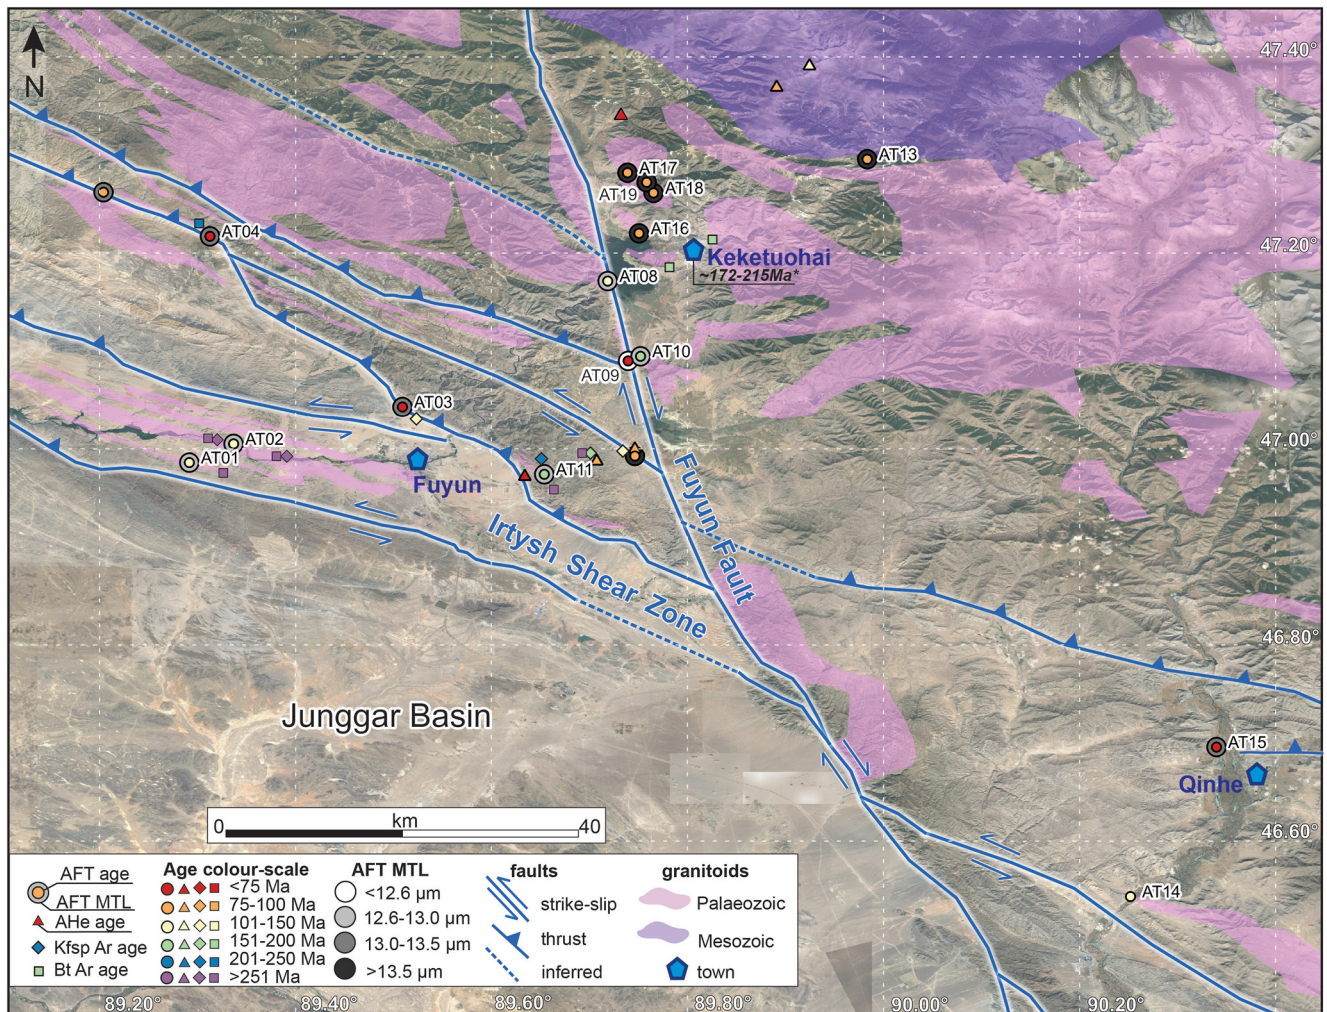 N
47.40°
AT17
AT13
AT19
AT18
AT04
AT16
Keketuohai
47.20°
~172-215Ma*
AT08
AT10
AT09
AT03
AT02
AT01
47.00°
Fuyun
AT11
Fuyun Fault
Irtysh Shear Zone
46.80°
Junggar Basin
AT15
Qinhe
km
0
40
46.60°
AT14
AFT age
AFT MTL
AHe age
Kfsp Ar age
Bt Ar age
Age colour-scale
<75 Ma
75-100 Ma
101-150 Ma
151-200 Ma
201-250 Ma
>251 Ma
AFT MTL
<12.6 µm
12.6-13.0 µm
13.0-13.5 µm
>13.5 µm
faults
strike-slip
thrust
inferred
granitoids
Palaeozoic
Mesozoic
town
89.20°
89.40°
89.60°
89.80°
90.00°
90.20°